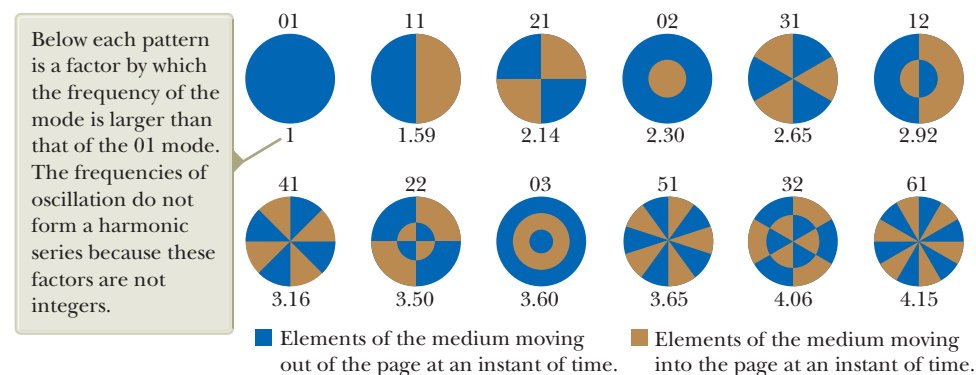 Below each pattern
is a factor by which
the frequency of the
mode is larger than
that of the 01 mode.
The frequencies of
oscillation do not
form a harmonic
series because these
factors are not
integers.
01 11 21 02 31 12
1 1.59 2.14 2.30 2.65 2.92
41 22 03 51 32 61
3.16 3.50 3.60 3.65 4.06 4.15
Elements of the medium moving
out of the page at an instant of time.
Elements of the medium moving
into the page at an instant of time.